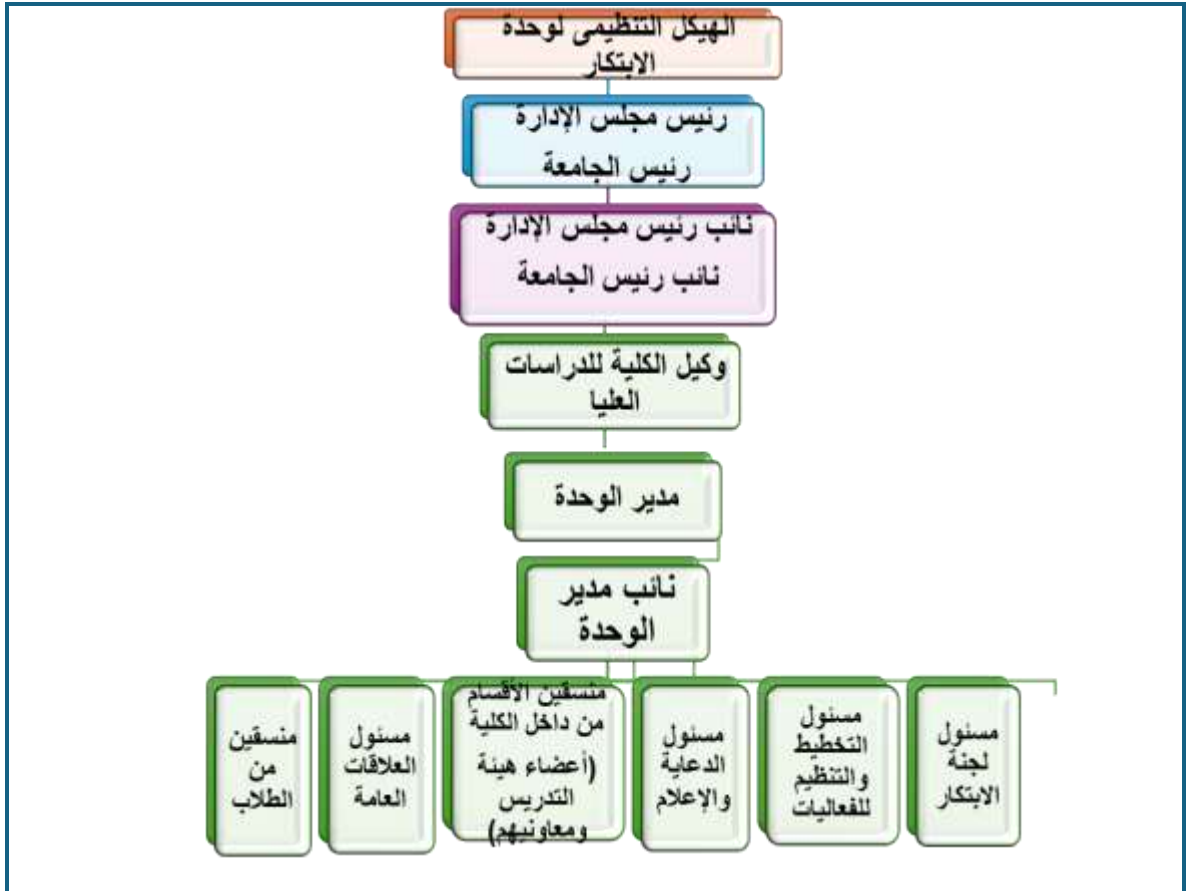 الهيكل التنظيمى لوحدة
الابتكار
رئيس مجلس الإدارة
رئيس الجامعة
نائب رئيس مجلس الإدارة
نائب رئيس الجامعة
وكيل الكلية للدراسات
العليا
مدير الوحدة
نائب مدير
الوحدة
مسئول
لجنة
الابتكار
مسئول
التخطيط
والتنظيم
للفعاليات
مسئول
الدعاية
والإعلام
منسقين الأقسام
من داخل الكلية
(أعضاء هيئة
التدريس
ومعاونيهم)
مسئول
العلاقات
العامة
منسقين
من
الطلاب